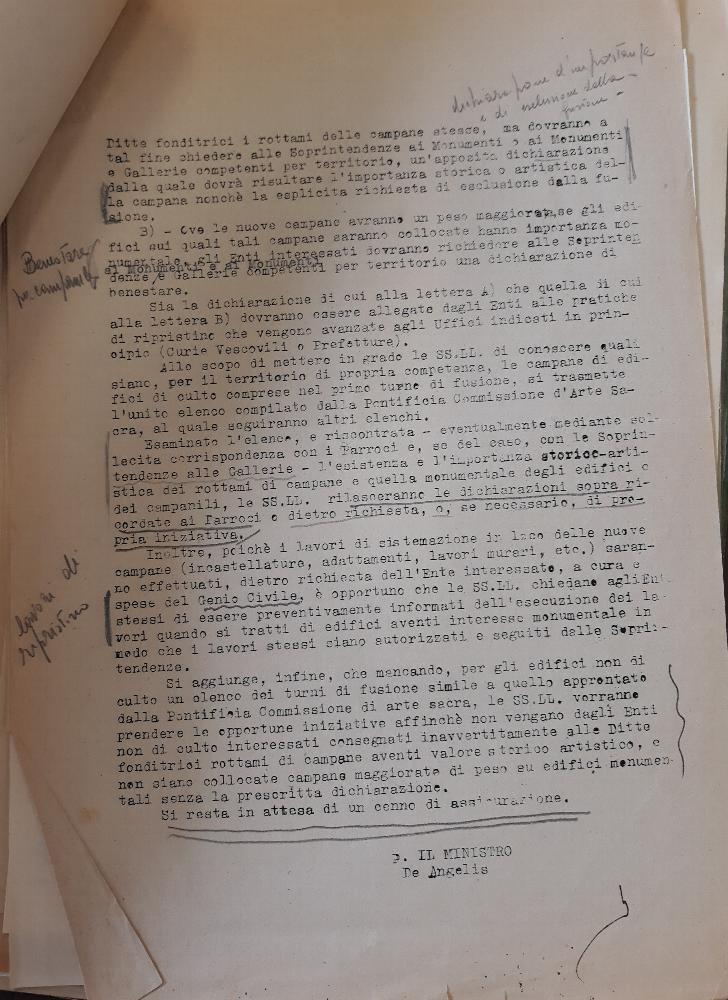 dichiarazione d'importanza
e di esclusione della
fusione -
Ditte fonditrici i rottami delle campane stesse, ma dovranno a
tal fine chiedere alle Soprintendenze ai Monumenti o ai Monumenti
e Gallerie competenti per territorio, un'apposita dichiarazione
dalla quale dovrà risultare l'importanza storica o artistica del-
la campana nonchè la esplicita richiesta di esclusione dalla fu-
sione.
B) - Ove le nuove campane avranno un peso maggiorato, se gli edi-
fici sui quali tali campane saranno collocate hanno importanza mo-
numentale, gli Enti interessati dovranno richiedere alle Soprinten
ai Monumenti e ai Monumenti
denze e Gallerie competenti per territorio una dichiarazione di
benestare.
Benestare
per campanili
Sia la dichiarazione di cui alla lettera A) che quella di cui
alla lettera B) dovranno essere allegate dagli Enti alle pratiche
di ripristino che vengono avanzate agli Uffici indicati in prin-
cipio (Curie Vescovili o Prefetture).
Allo scopo di mettere in grado le SS.LL. di conoscere quali
siano, per il territorio di propria competenza, le campane di edi-
fici di culto comprese nel primo turno di fusione, si trasmette
l'unito elenco compilato dalla Pontificia Commissione d'Arte Sa-
cra, al quale seguiranno altri elenchi.
Esaminato l'elenco, e riscontrata - eventualmente mediante sol-
lecita corrispondenza con i Parroci e, se del caso, con le Soprin-
tendenze alle Gallerie - l'esistenza e l'importanza storico-arti-
stica dei rottami di campane e quella monumentale degli edifici e
dei campanili, le SS.LL. rilasceranno le dichiarazioni sopra ri-
cordate ai Parroci o dietro richiesta, o, se necessario, di pro-
pria iniziativa.
Inoltre, poichè i lavori di sistemazione in loco delle nuove
campane (incastellature, adattamenti, lavori murari, etc.) saran-
no effettuati, dietro richiesta dell'Ente interessato, a cura e
spese del Genio Civile, è opportuno che le SS.LL. chiedano agli En
stessi di essere preventivamente informati dell'esecuzione dei la-
vori quando si tratti di edifici aventi interesse monumentale in
modo che i lavori stessi siano autorizzati e seguiti dalle Soprin-
tendenze.
lavori di
ripristino
Si aggiunge, infine, che mancando, per gli edifici non di
culto un elenco dei turni di fusione simile a quello approntato
dalla Pontificia Commissione di arte sacra, le SS.LL. vorranno
prendere le opportune iniziative affinchè non vengano dagli Enti
non di culto interessati consegnati inavvertitamente alle Ditte
fonditrici rottami di campane aventi valore storico artistico, e
non siano collocate campane maggiorate di peso su edifici monumen-
tali senza la prescritta dichiarazione.
Si resta in attesa di un cenno di assicurazione.
p. IL MINISTRO
De Angelis